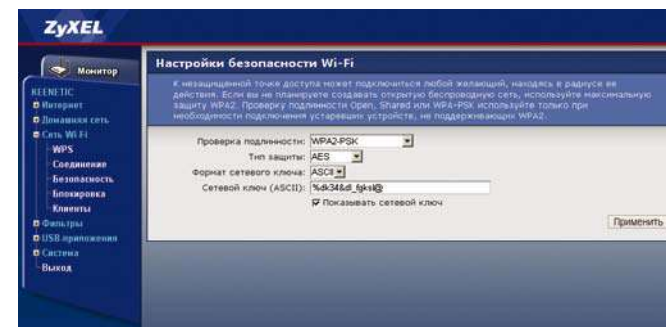 ZyXEL
Монитор
KEENETIC
Интернет
Домашняя сеть
Сеть Wi-Fi
WPS
Соединение
Безопасность
Блокировка
Клиенты
Фильтры
USB приложения
Система
Выход
Настройки безопасности Wi-Fi
К незащищенной точке доступа может подключиться любой желающий, находясь в радиусе ее
действия. Если вы не планируете создавать открытую беспроводную сеть, используйте максимальную
защиту WPA2. Проверку подлинности Open, Shared или WPA-PSK используйте только при
необходимости подключения устаревших устройств, не поддерживающих WPA2.
Проверка подлинности: WPA2-PSK
Тип защиты: AES
Формат сетевого ключа: ASCII
Сетевой ключ (ASCII):
Показывать сетевой ключ
Применить